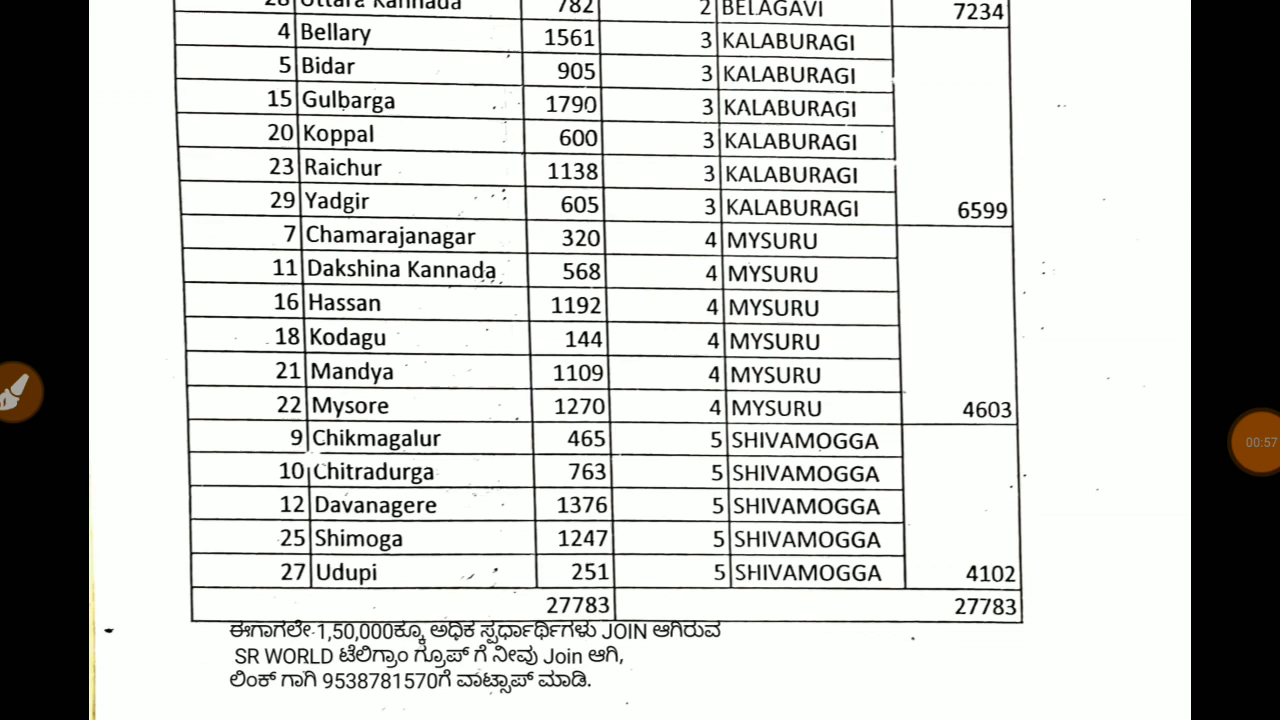 28 Uttara Kannada 782 2 BELAGAVI 7234
4 Bellary 1561 3 KALABURAGI
5 Bidar 905 3 KALABURAGI
15 Gulbarga 1790 3 KALABURAGI
20 Koppal 600 3 KALABURAGI
23 Raichur 1138 3 KALABURAGI
29 Yadgir 605 3 KALABURAGI 6599
7 Chamarajanagar 320 4 MYSURU
11 Dakshina Kannada 568 4 MYSURU
16 Hassan 1192 4 MYSURU
18 Kodagu 144 4 MYSURU
21 Mandya 1109 4 MYSURU
22 Mysore 1270 4 MYSURU 4603
9 Chikmagalur 465 5 SHIVAMOGGA
10 Chitradurga 763 5 SHIVAMOGGA
12 Davanagere 1376 5 SHIVAMOGGA
25 Shimoga 1247 5 SHIVAMOGGA
27 Udupi 251 5 SHIVAMOGGA 4102
27783 27783
ಈಗಾಗಲೇ 1,50,000ಕ್ಕೂ ಅಧಿಕ ಸ್ಪರ್ಧಾರ್ಥಿಗಳು JOIN ಆಗಿರುವ
SR WORLD ಟೆಲಿಗ್ರಾಂ ಗ್ರೂಪ್ ಗೆ ನೀವು Join ಆಗಿ,
ಲಿಂಕ್ ಗಾಗಿ 9538781570ಗೆ ವಾಟ್ಸಾಪ್ ಮಾಡಿ.
00:57